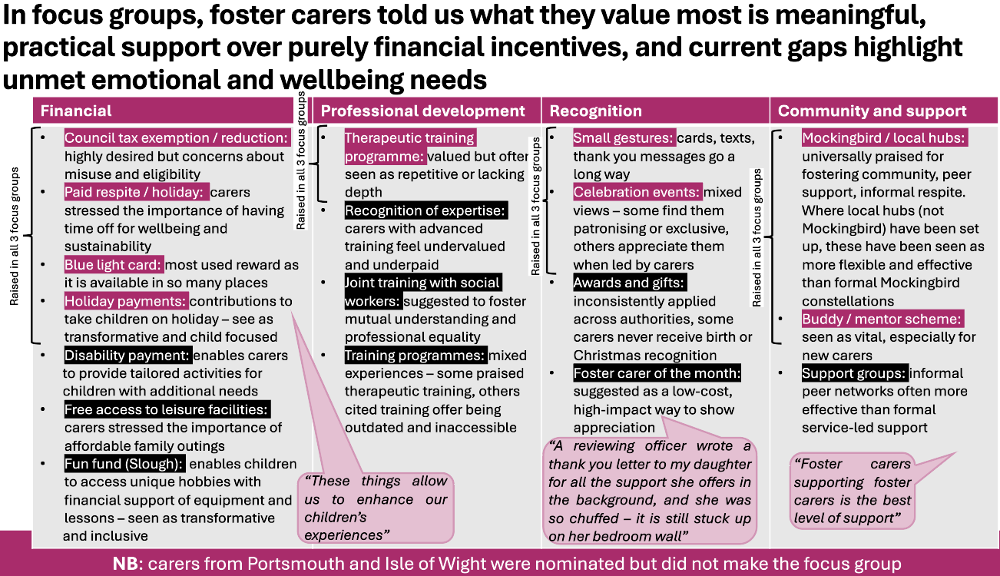 In focus groups, foster carers told us what they value most is meaningful,
practical support over purely financial incentives, and current gaps highlight
unmet emotional and wellbeing needs
Financial
Raised in all 3 focus groups
• Council tax exemption / reduction:
highly desired but concerns about
misuse and eligibility
• Paid respite / holiday: carers
stressed the importance of having
time off for wellbeing and
sustainability
• Blue light card: most used reward as
it is available in so many places
• Holiday payments: contributions to
take children on holiday – see as
transformative and child focused
• Disability payment: enables carers
to provide tailored activities for
children with additional needs
• Free access to leisure facilities:
carers stressed the importance of
affordable family outings
• Fun fund (Slough): enables children
to access unique hobbies with
financial support of equipment and
lessons – seen as transformative
and inclusive
“These things allow
us to enhance our
children’s
experiences”
Professional development
Raised in all 3 focus groups
• Therapeutic training
programme: valued but often
seen as repetitive or lacking
depth
• Recognition of expertise:
carers with advanced
training feel undervalued
and underpaid
• Joint training with social
workers: suggested to foster
mutual understanding and
professional equality
• Training programmes: mixed
experiences – some praised
therapeutic training, others
cited training offer being
outdated and inaccessible
Recognition
Raised in all 3 focus groups
• Small gestures: cards, texts,
thank you messages go a
long way
• Celebration events: mixed
views – some find them
patronising or exclusive,
others appreciate them
when led by carers
• Awards and gifts:
inconsistently applied
across authorities, some
carers never receive birth or
Christmas recognition
• Foster carer of the month:
suggested as a low-cost,
high-impact way to show
appreciation
“A reviewing officer wrote a
thank you letter to my daughter
for all the support she offers in
the background, and she was
so chuffed – it is still stuck up
on her bedroom wall”
Community and support
Raised in all 3 focus groups
• Mockingbird / local hubs:
universally praised for
fostering community, peer
support, informal respite.
Where local hubs (not
Mockingbird) have been set
up, these have been seen as
more flexible and effective
than formal Mockingbird
constellations
• Buddy / mentor scheme:
seen as vital, especially for
new carers
• Support groups: informal
peer networks often more
effective than formal
service-led support
“Foster carers
supporting foster
carers is the best
level of support”
NB: carers from Portsmouth and Isle of Wight were nominated but did not make the focus group